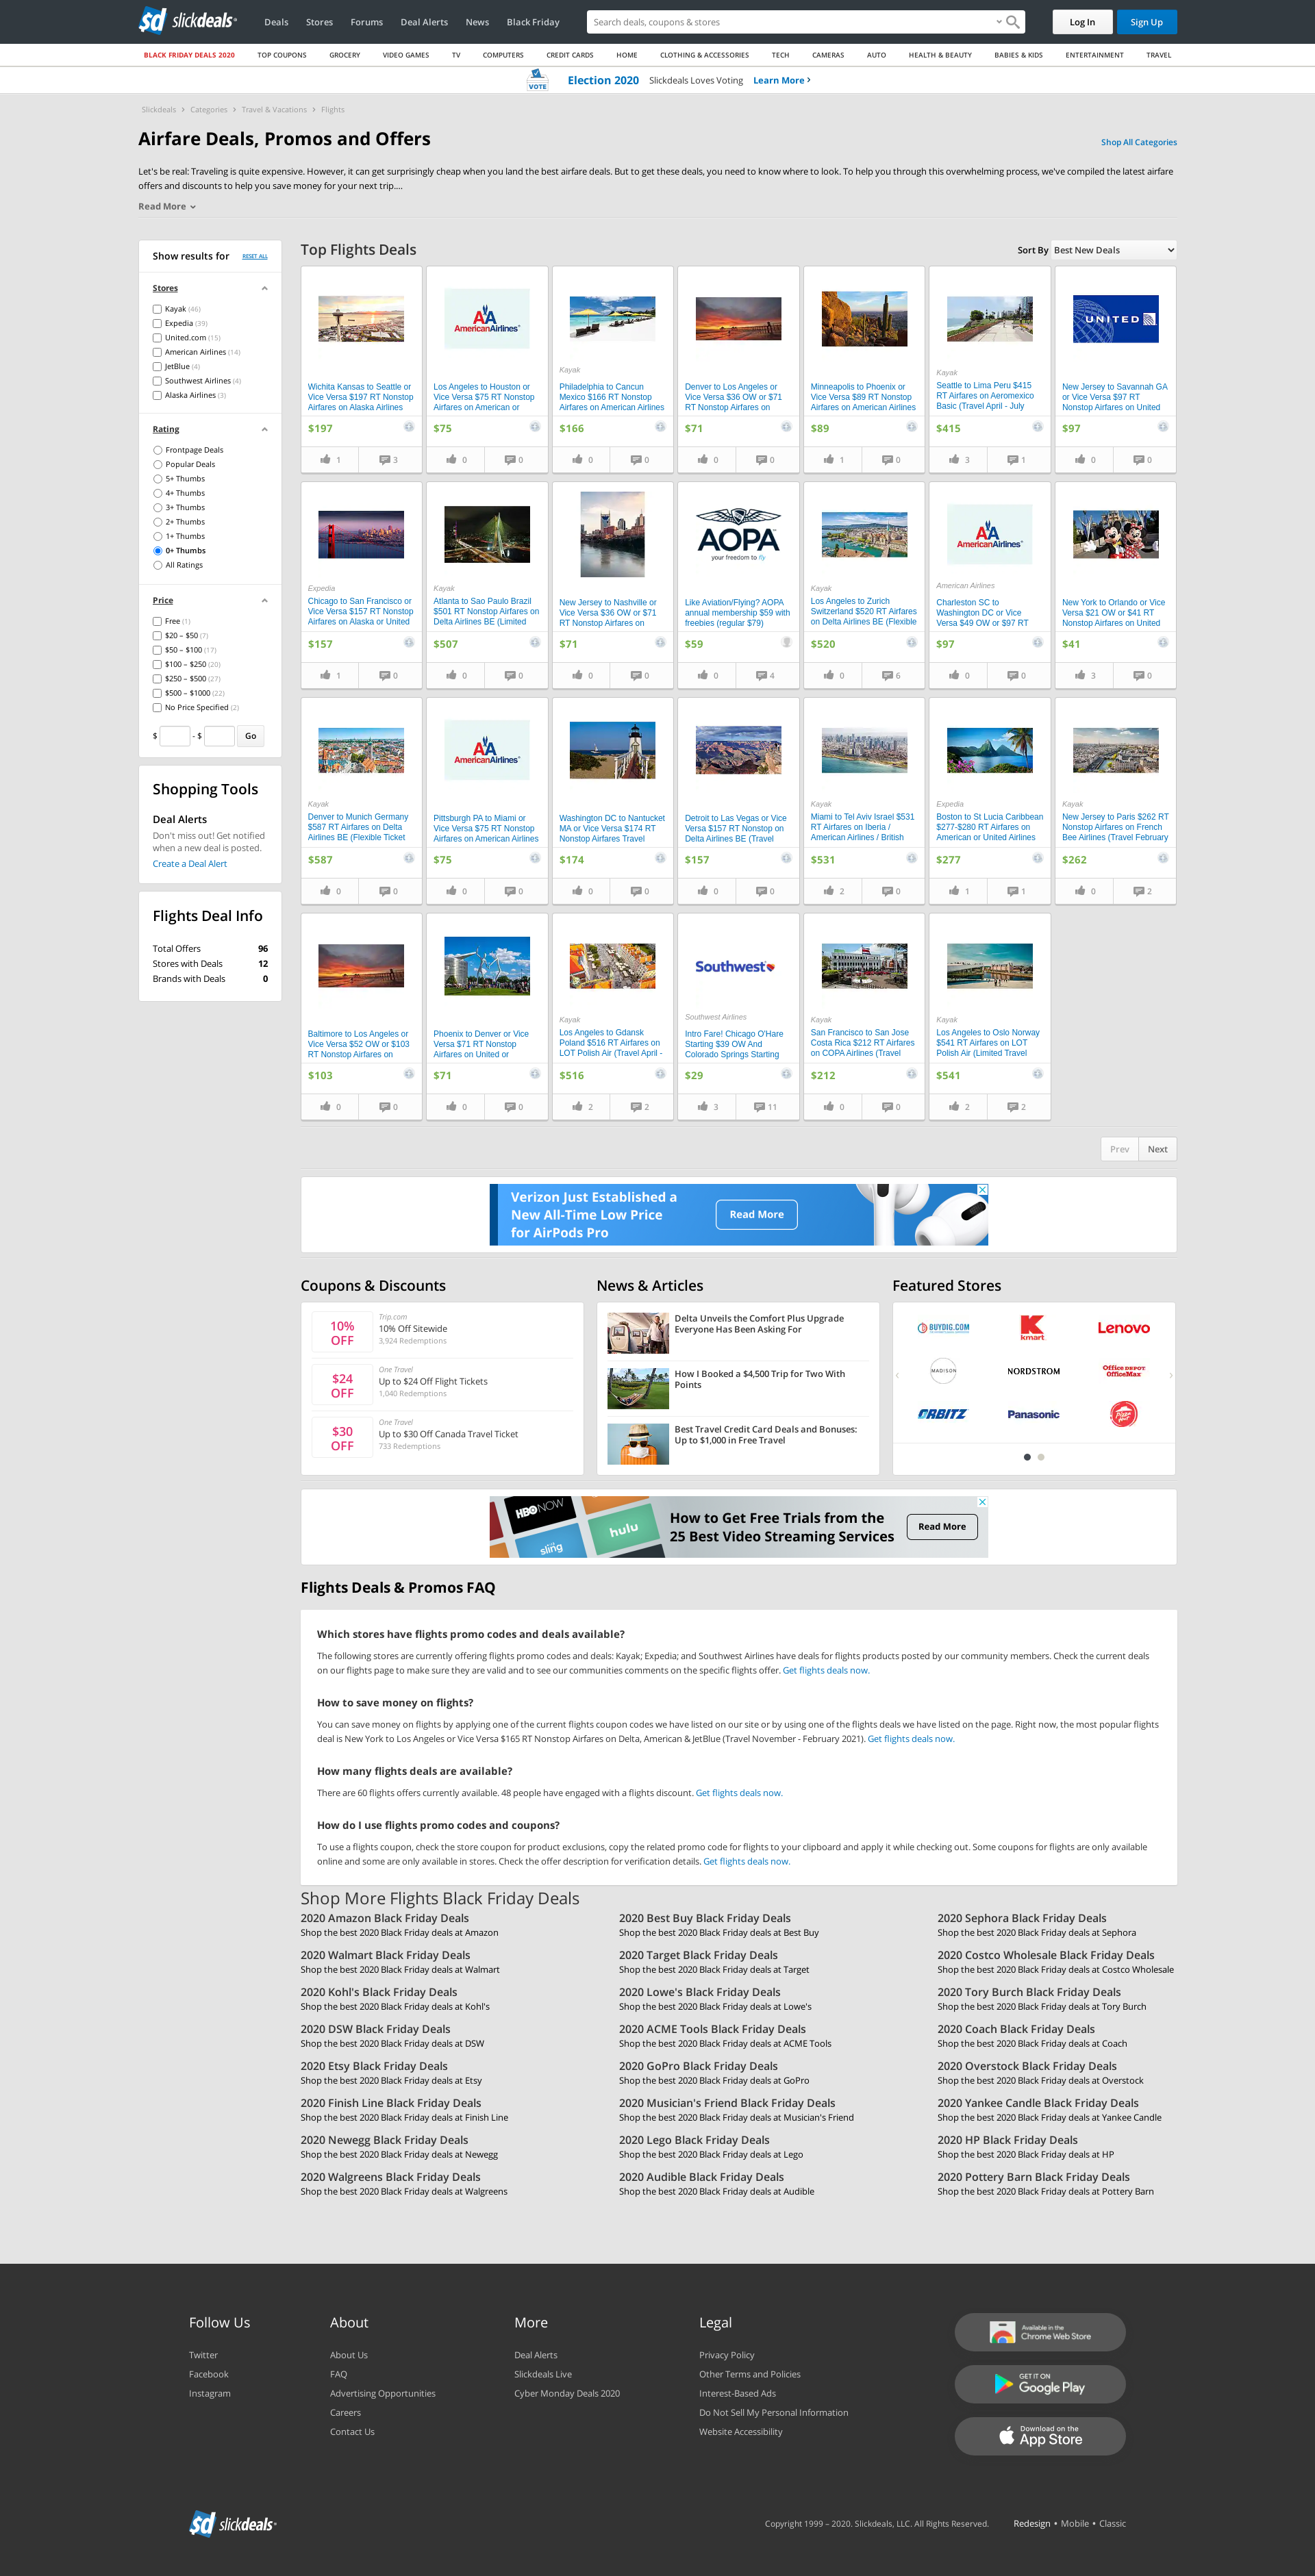 slickdeals
Deals Stores Forums Deal Alerts News Black Friday
Search deals, coupons & stores
Log In Sign Up
BLACK FRIDAY DEALS 2020 TOP COUPONS GROCERY VIDEO GAMES TV COMPUTERS CREDIT CARDS HOME CLOTHING & ACCESSORIES TECH CAMERAS AUTO HEALTH & BEAUTY BABIES & KIDS ENTERTAINMENT TRAVEL
VOTE Election 2020 Slickdeals Loves Voting Learn More ›
Slickdeals › Categories › Travel & Vacations › Flights
Airfare Deals, Promos and Offers
Shop All Categories
Let's be real: Traveling is quite expensive. However, it can get surprisingly cheap when you land the best airfare deals. But to get these deals, you need to know where to look. To help you through this overwhelming process, we've compiled the latest airfare
offers and discounts to help you save money for your next trip....
Read More
Show results for RESET ALL
Stores
Kayak (46)
Expedia (39)
United.com (15)
American Airlines (14)
JetBlue (4)
Southwest Airlines (4)
Alaska Airlines (3)
Rating
Frontpage Deals
Popular Deals
5+ Thumbs
4+ Thumbs
3+ Thumbs
2+ Thumbs
1+ Thumbs
0+ Thumbs
All Ratings
Price
Free (1)
$20 – $50 (7)
$50 – $100 (17)
$100 – $250 (20)
$250 – $500 (27)
$500 – $1000 (22)
No Price Specified (2)
$ - $ Go
Shopping Tools
Deal Alerts
Don't miss out! Get notified
when a new deal is posted.
Create a Deal Alert
Flights Deal Info
Total Offers 96
Stores with Deals 12
Brands with Deals 0
Top Flights Deals
Sort By Best New Deals
Wichita Kansas to Seattle or
Vice Versa $197 RT Nonstop
Airfares on Alaska Airlines
$197
1 3
American Airlines
Los Angeles to Houston or
Vice Versa $75 RT Nonstop
Airfares on American or
$75
0 0
Kayak
Philadelphia to Cancun
Mexico $166 RT Nonstop
Airfares on American Airlines
$166
0 0
Denver to Los Angeles or
Vice Versa $36 OW or $71
RT Nonstop Airfares on
$71
0 0
Minneapolis to Phoenix or
Vice Versa $89 RT Nonstop
Airfares on American Airlines
$89
1 0
Kayak
Seattle to Lima Peru $415
RT Airfares on Aeromexico
Basic (Travel April - July
$415
3 1
UNITED
New Jersey to Savannah GA
or Vice Versa $97 RT
Nonstop Airfares on United
$97
0 0
Expedia
Chicago to San Francisco or
Vice Versa $157 RT Nonstop
Airfares on Alaska or United
$157
1 0
Kayak
Atlanta to Sao Paulo Brazil
$501 RT Nonstop Airfares on
Delta Airlines BE (Limited
$507
0 0
New Jersey to Nashville or
Vice Versa $36 OW or $71
RT Nonstop Airfares on
$71
0 0
AOPA
your freedom to fly
Like Aviation/Flying? AOPA
annual membership $59 with
freebies (regular $79)
$59
0 4
Kayak
Los Angeles to Zurich
Switzerland $520 RT Airfares
on Delta Airlines BE (Flexible
$520
0 6
American Airlines
American Airlines
Charleston SC to
Washington DC or Vice
Versa $49 OW or $97 RT
$97
0 0
New York to Orlando or Vice
Versa $21 OW or $41 RT
Nonstop Airfares on United
$41
3 0
Kayak
Denver to Munich Germany
$587 RT Airfares on Delta
Airlines BE (Flexible Ticket
$587
0 0
American Airlines
Pittsburgh PA to Miami or
Vice Versa $75 RT Nonstop
Airfares on American Airlines
$75
0 0
Washington DC to Nantucket
MA or Vice Versa $174 RT
Nonstop Airfares Travel
$174
0 0
Detroit to Las Vegas or Vice
Versa $157 RT Nonstop on
Delta Airlines BE (Travel
$157
0 0
Kayak
Miami to Tel Aviv Israel $531
RT Airfares on Iberia /
American Airlines / British
$531
2 0
Expedia
Boston to St Lucia Caribbean
$277-$280 RT Airfares on
American or United Airlines
$277
1 1
Kayak
New Jersey to Paris $262 RT
Nonstop Airfares on French
Bee Airlines (Travel February
$262
0 2
Baltimore to Los Angeles or
Vice Versa $52 OW or $103
RT Nonstop Airfares on
$103
0 0
Phoenix to Denver or Vice
Versa $71 RT Nonstop
Airfares on United or
$71
0 0
Kayak
Los Angeles to Gdansk
Poland $516 RT Airfares on
LOT Polish Air (Travel April -
$516
2 2
Southwest
Southwest Airlines
Intro Fare! Chicago O'Hare
Starting $39 OW And
Colorado Springs Starting
$29
3 11
Kayak
San Francisco to San Jose
Costa Rica $212 RT Airfares
on COPA Airlines (Travel
$212
0 0
Kayak
Los Angeles to Oslo Norway
$541 RT Airfares on LOT
Polish Air (Limited Travel
$541
2 2
Prev Next
Verizon Just Established a
New All-Time Low Price
for AirPods Pro
Read More
Coupons & Discounts
10% OFF
Trip.com
10% Off Sitewide
3,924 Redemptions
$24 OFF
One Travel
Up to $24 Off Flight Tickets
1,040 Redemptions
$30 OFF
One Travel
Up to $30 Off Canada Travel Ticket
733 Redemptions
News & Articles
Delta Unveils the Comfort Plus Upgrade
Everyone Has Been Asking For
How I Booked a $4,500 Trip for Two With
Points
Best Travel Credit Card Deals and Bonuses:
Up to $1,000 in Free Travel
Featured Stores
BUYDIG.COM
kmart
Lenovo
MADISON
NORDSTROM
Office DEPOT
OfficeMax
ORBITZ
Panasonic
Pizza Hut
HBO NOW
hulu
sling
How to Get Free Trials from the
25 Best Video Streaming Services
Read More
Flights Deals & Promos FAQ
Which stores have flights promo codes and deals available?
The following stores are currently offering flights promo codes and deals: Kayak; Expedia; and Southwest Airlines have deals for flights products posted by our community members. Check the current deals
on our flights page to make sure they are valid and to see our communities comments on the specific flights offer. Get flights deals now.
How to save money on flights?
You can save money on flights by applying one of the current flights coupon codes we have listed on our site or by using one of the flights deals we have listed on the page. Right now, the most popular flights
deal is New York to Los Angeles or Vice Versa $165 RT Nonstop Airfares on Delta, American & JetBlue (Travel November - February 2021). Get flights deals now.
How many flights deals are available?
There are 60 flights offers currently available. 48 people have engaged with a flights discount. Get flights deals now.
How do I use flights promo codes and coupons?
To use a flights coupon, check the store coupon for product exclusions, copy the related promo code for flights to your clipboard and apply it while checking out. Some coupons for flights are only available
online and some are only available in stores. Check the offer description for verification details. Get flights deals now.
Shop More Flights Black Friday Deals
2020 Amazon Black Friday Deals
Shop the best 2020 Black Friday deals at Amazon
2020 Best Buy Black Friday Deals
Shop the best 2020 Black Friday deals at Best Buy
2020 Sephora Black Friday Deals
Shop the best 2020 Black Friday deals at Sephora
2020 Walmart Black Friday Deals
Shop the best 2020 Black Friday deals at Walmart
2020 Target Black Friday Deals
Shop the best 2020 Black Friday deals at Target
2020 Costco Wholesale Black Friday Deals
Shop the best 2020 Black Friday deals at Costco Wholesale
2020 Kohl's Black Friday Deals
Shop the best 2020 Black Friday deals at Kohl's
2020 Lowe's Black Friday Deals
Shop the best 2020 Black Friday deals at Lowe's
2020 Tory Burch Black Friday Deals
Shop the best 2020 Black Friday deals at Tory Burch
2020 DSW Black Friday Deals
Shop the best 2020 Black Friday deals at DSW
2020 ACME Tools Black Friday Deals
Shop the best 2020 Black Friday deals at ACME Tools
2020 Coach Black Friday Deals
Shop the best 2020 Black Friday deals at Coach
2020 Etsy Black Friday Deals
Shop the best 2020 Black Friday deals at Etsy
2020 GoPro Black Friday Deals
Shop the best 2020 Black Friday deals at GoPro
2020 Overstock Black Friday Deals
Shop the best 2020 Black Friday deals at Overstock
2020 Finish Line Black Friday Deals
Shop the best 2020 Black Friday deals at Finish Line
2020 Musician's Friend Black Friday Deals
Shop the best 2020 Black Friday deals at Musician's Friend
2020 Yankee Candle Black Friday Deals
Shop the best 2020 Black Friday deals at Yankee Candle
2020 Newegg Black Friday Deals
Shop the best 2020 Black Friday deals at Newegg
2020 Lego Black Friday Deals
Shop the best 2020 Black Friday deals at Lego
2020 HP Black Friday Deals
Shop the best 2020 Black Friday deals at HP
2020 Walgreens Black Friday Deals
Shop the best 2020 Black Friday deals at Walgreens
2020 Audible Black Friday Deals
Shop the best 2020 Black Friday deals at Audible
2020 Pottery Barn Black Friday Deals
Shop the best 2020 Black Friday deals at Pottery Barn
Follow Us
Twitter
Facebook
Instagram
About
About Us
FAQ
Advertising Opportunities
Careers
Contact Us
More
Deal Alerts
Slickdeals Live
Cyber Monday Deals 2020
Legal
Privacy Policy
Other Terms and Policies
Interest-Based Ads
Do Not Sell My Personal Information
Website Accessibility
Available in the
Chrome Web Store
GET IT ON
Google Play
Download on the
App Store
slickdeals
Copyright 1999 – 2020. Slickdeals, LLC. All Rights Reserved. Redesign • Mobile • Classic